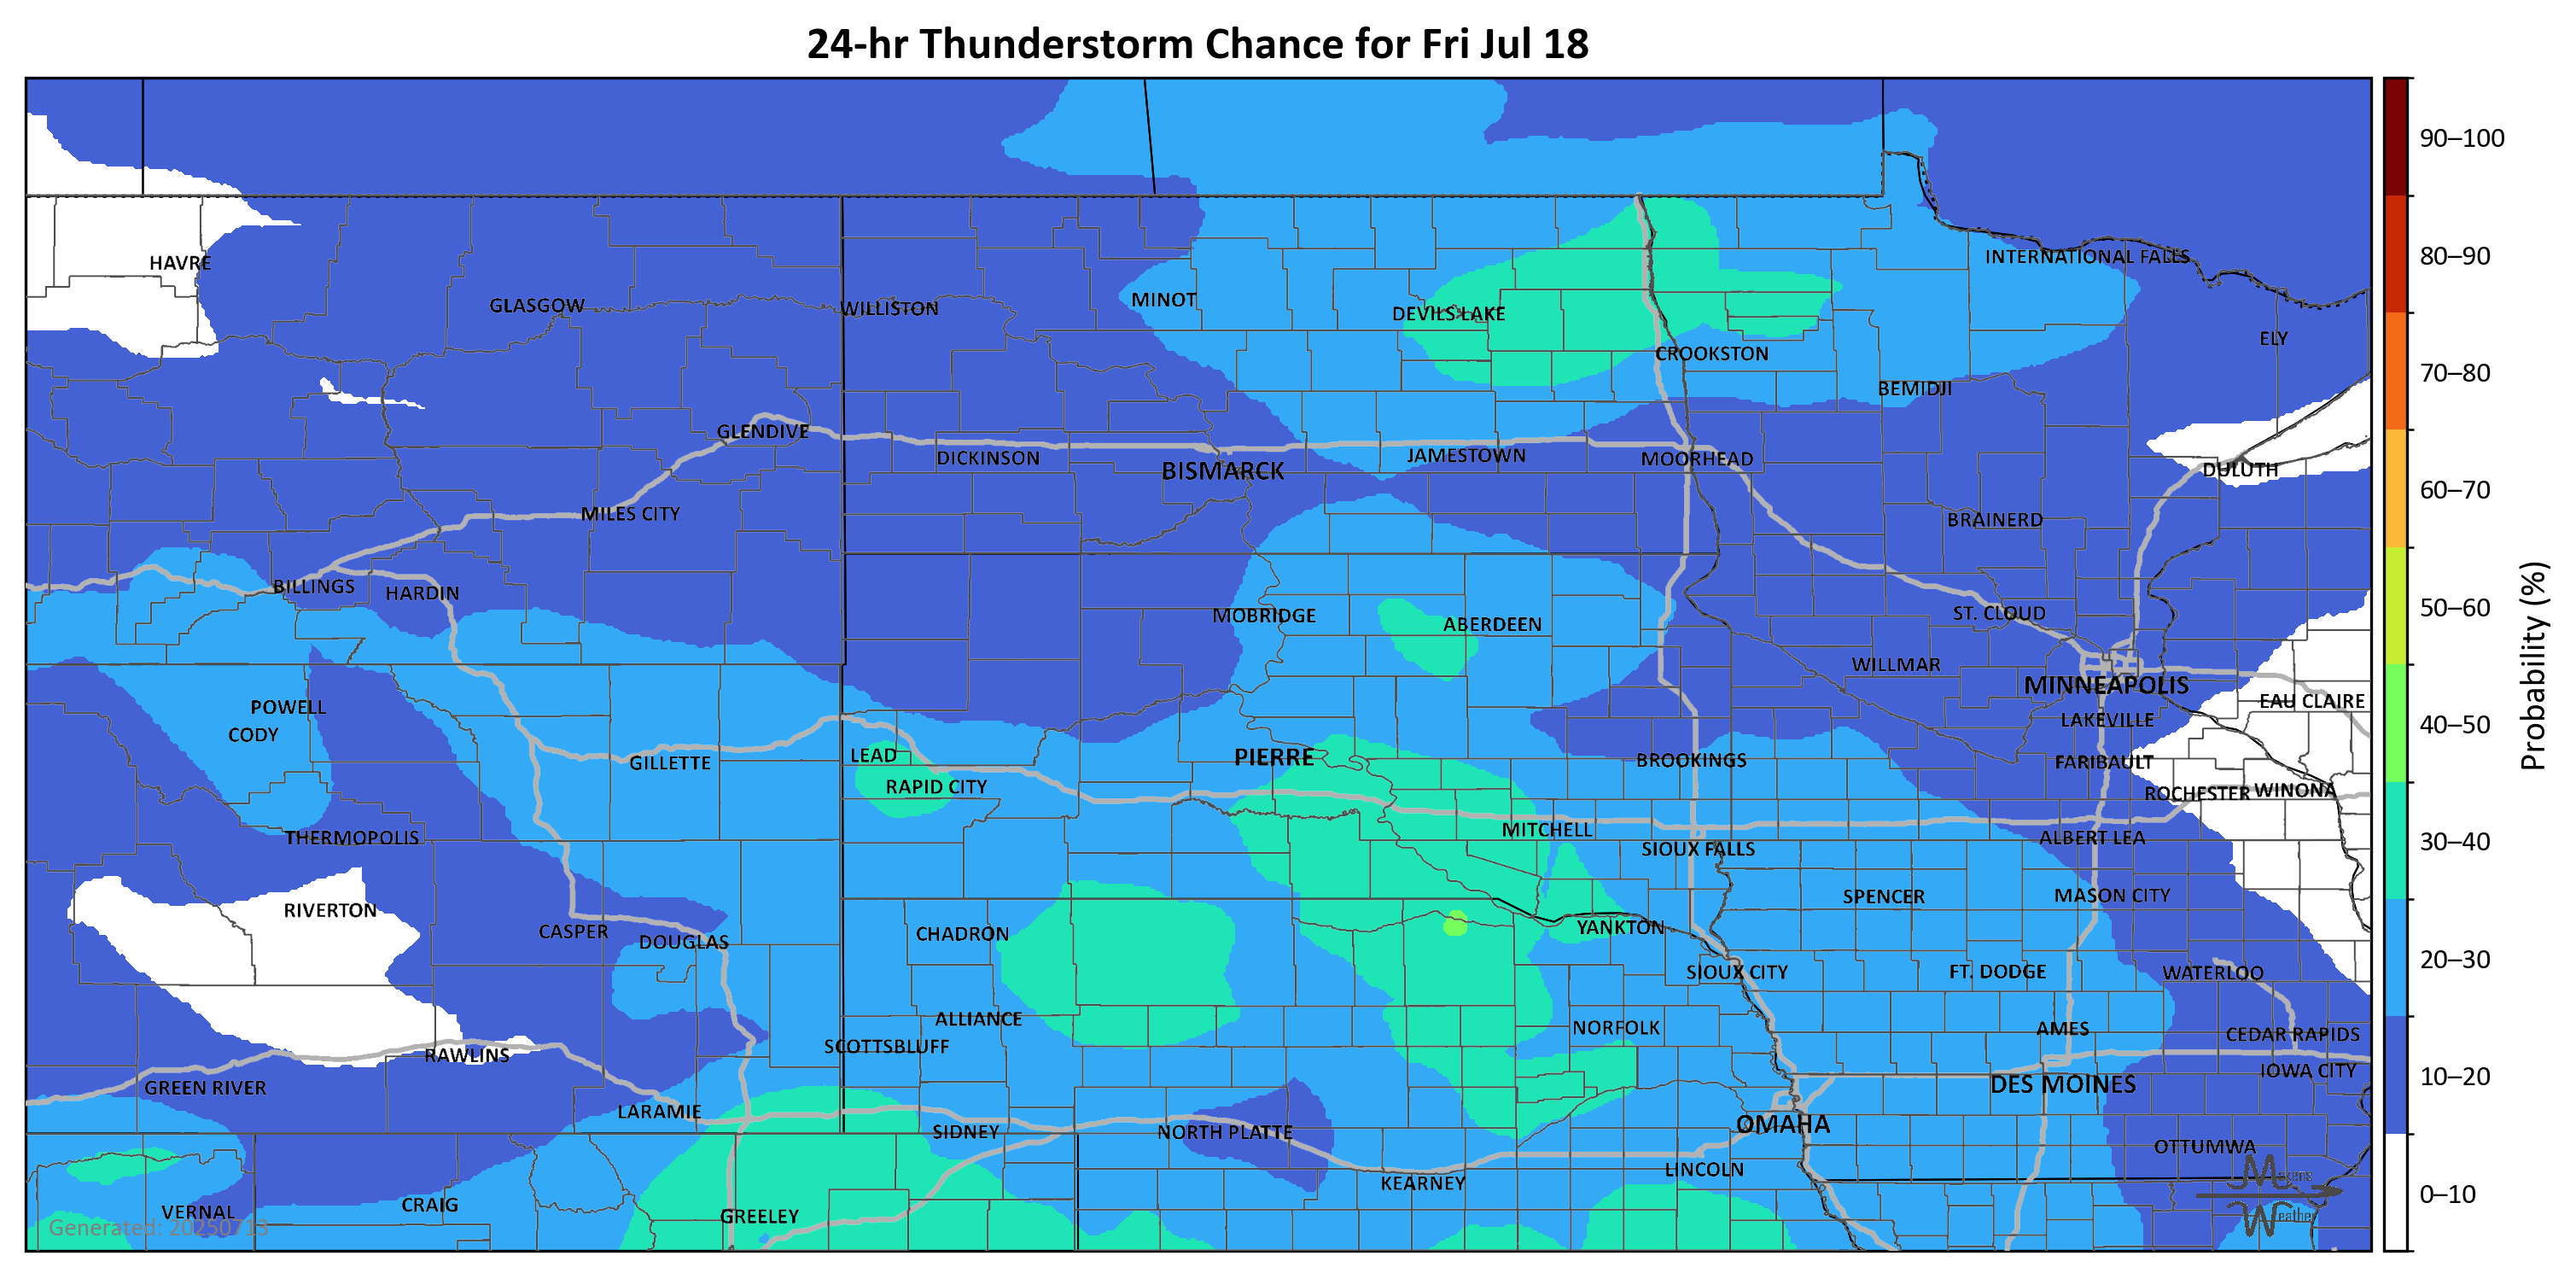 24-hr Thunderstorm Chance for Fri Jul 18
90–100
80–90
70–80
60–70
50–60
40–50
30–40
20–30
10–20
0–10
Probability (%)
HAVRE
INTERNATIONAL FALLS
GLASGOW
WILLISTON
MINOT
DEVILS LAKE
ELY
CROOKSTON
BEMIDJI
GLENDIVE
DICKINSON
BISMARCK
JAMESTOWN
MOORHEAD
DULUTH
MILES CITY
BRAINERD
BILLINGS
HARDIN
MOBRIDGE
ABERDEEN
ST. CLOUD
WILLMAR
MINNEAPOLIS
POWELL
EAU CLAIRE
CODY
LAKEVILLE
GILLETTE
LEAD
PIERRE
BROOKINGS
FARIBAULT
RAPID CITY
ROCHESTER
WINONA
THERMOPOLIS
MITCHELL
SIOUX FALLS
ALBERT LEA
RIVERTON
SPENCER
MASON CITY
CASPER
DOUGLAS
CHADRON
YANKTON
SIOUX CITY
FT. DODGE
WATERLOO
ALLIANCE
NORFOLK
AMES
CEDAR RAPIDS
RAWLINS
SCOTTSBLUFF
IOWA CITY
GREEN RIVER
DES MOINES
LARAMIE
SIDNEY
NORTH PLATTE
OMAHA
OTTUMWA
LINCOLN
KEARNEY
VERNAL
CRAIG
GREELEY
Generated: 20250713